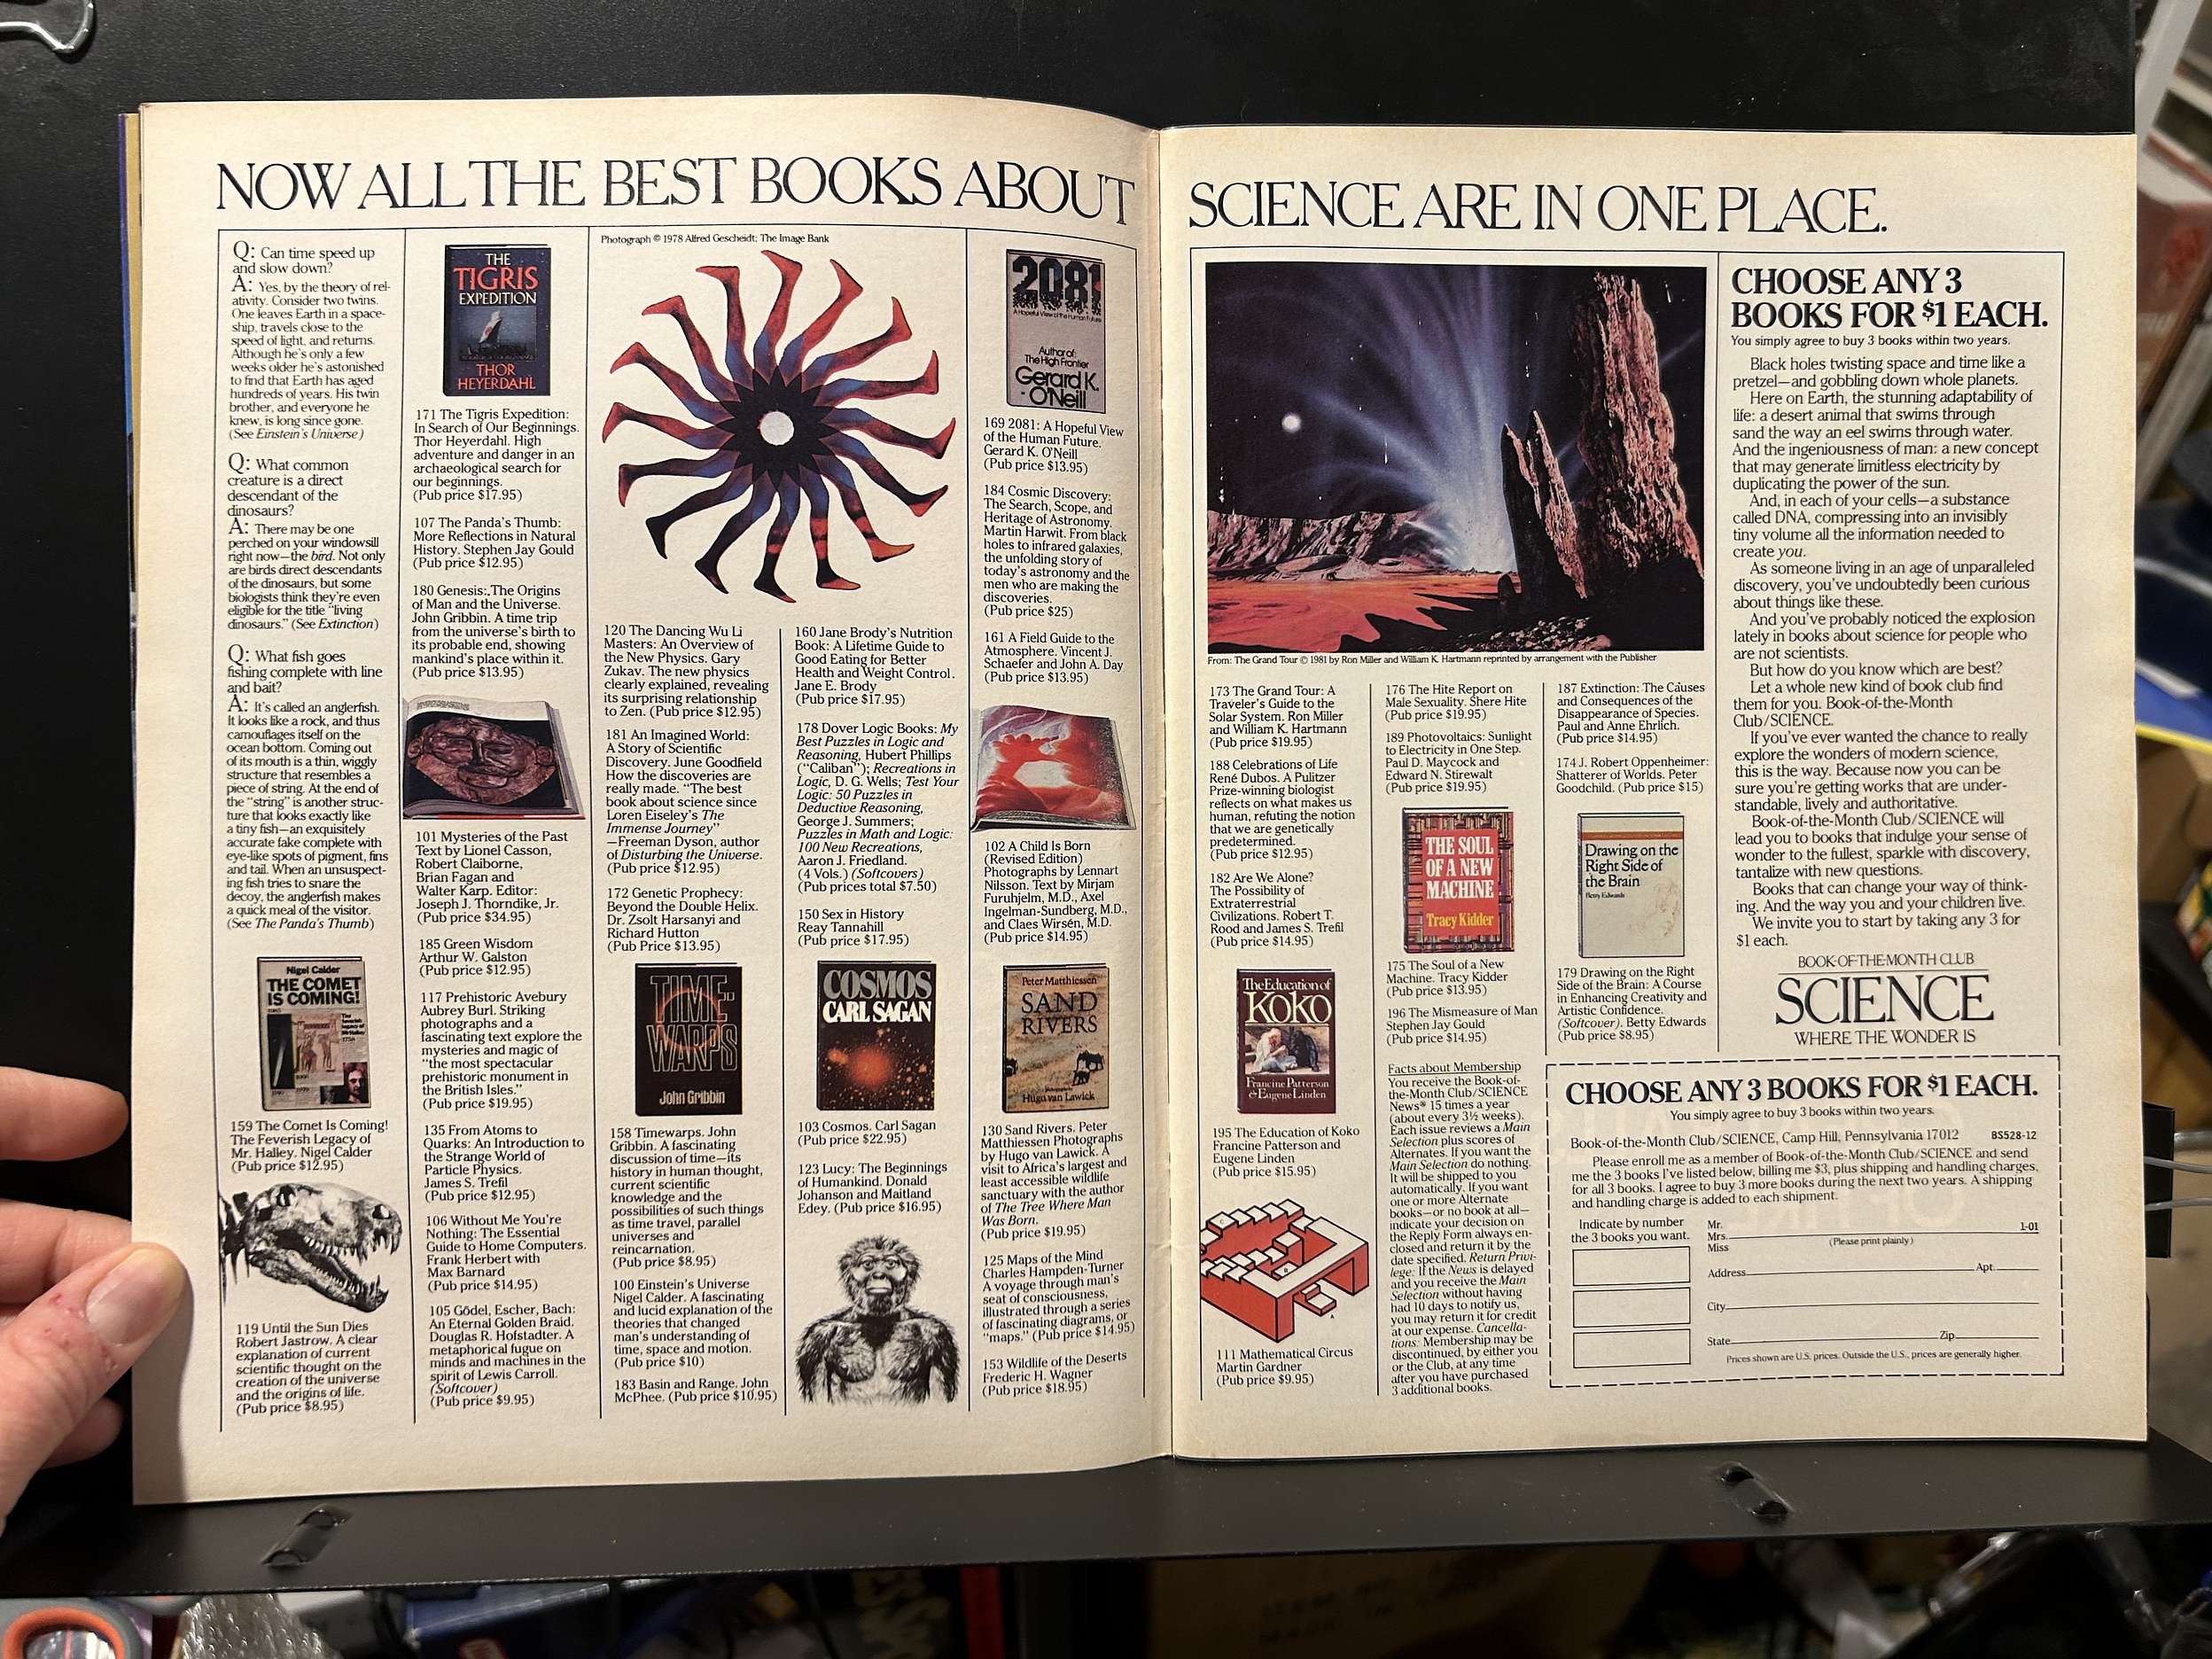 NOW ALL THE BEST BOOKS ABOUT
SCIENCE ARE IN ONE PLACE.
Q: Can time speed up
and slow down?
A: Yes, by the theory of rel-
ativity. Consider two twins.
One leaves Earth in a space-
ship, travels close to the
speed of light, and returns.
Although he's only a few
weeks older he's astonished
to find that Earth has aged
hundreds of years. His twin
brother, and everyone he
knew, is long since gone.
(See Einstein's Universe)
Q: What common
creature is a direct
descendant of the
dinosaurs?
A: There may be one
perched on your windowsill
right now—the bird. Not only
are birds direct descendants
of the dinosaurs, but some
biologists think they're even
eligible for the title "living
dinosaurs." (See Extinction)
Q: What fish goes
fishing complete with line
and bait?
A: It's called an anglerfish.
It looks like a rock, and thus
camouflages itself on the
ocean bottom. Coming out
of its mouth is a thin, wiggly
structure that resembles a
piece of string. At the end of
the "string" is another struc-
ture that looks exactly like
a tiny fish—an exquisitely
accurate fake complete with
eye-like spots of pigment, fins
and tail. When an unsuspect-
ing fish tries to snare the
decoy, the anglerfish makes
a quick meal of the visitor.
(See The Panda's Thumb)
Nigel Calder
THE COMET
IS COMING!
159 The Comet Is Coming!
The Feverish Legacy of
Mr. Halley. Nigel Calder
(Pub price $12.95)
119 Until the Sun Dies
Robert Jastrow. A clear
explanation of current
scientific thought on the
creation of the universe
and the origins of life.
(Pub price $8.95)
THE
TIGRIS
EXPEDITION
THOR
HEYERDAHL
171 The Tigris Expedition:
In Search of Our Beginnings.
Thor Heyerdahl. High
adventure and danger in an
archaeological search for
our beginnings.
(Pub price $17.95)
107 The Panda's Thumb:
More Reflections in Natural
History. Stephen Jay Gould
(Pub price $12.95)
180 Genesis: The Origins
of Man and the Universe.
John Gribbin. A time trip
from the universe's birth to
its probable end, showing
mankind's place within it.
(Pub price $13.95)
101 Mysteries of the Past
Text by Lionel Casson,
Robert Claiborne,
Brian Fagan and
Walter Karp. Editor:
Joseph J. Thorndike, Jr.
(Pub price $34.95)
185 Green Wisdom
Arthur W. Galston
(Pub price $12.95)
117 Prehistoric Avebury
Aubrey Burl. Striking
photographs and a
fascinating text explore the
mysteries and magic of
"the most spectacular
prehistoric monument in
the British Isles."
(Pub price $19.95)
135 From Atoms to
Quarks: An Introduction to
the Strange World of
Particle Physics.
James S. Trefil
(Pub price $12.95)
106 Without Me You're
Nothing: The Essential
Guide to Home Computers.
Frank Herbert with
Max Barnard
(Pub price $14.95)
105 Gödel, Escher, Bach:
An Eternal Golden Braid.
Douglas R. Hofstadter. A
metaphorical fugue on
minds and machines in the
spirit of Lewis Carroll.
(Softcover)
(Pub price $9.95)
Photograph © 1978 Alfred Gescheidt; The Image Bank
120 The Dancing Wu Li
Masters: An Overview of
the New Physics. Gary
Zukav. The new physics
clearly explained, revealing
its surprising relationship
to Zen. (Pub price $12.95)
181 An Imagined World:
A Story of Scientific
Discovery. June Goodfield
How the discoveries are
really made. "The best
book about science since
Loren Eiseley's The
Immense Journey"
—Freeman Dyson, author
of Disturbing the Universe.
(Pub price $12.95)
172 Genetic Prophecy:
Beyond the Double Helix.
Dr. Zsolt Harsanyi and
Richard Hutton
(Pub Price $13.95)
TIME-
WARPS
John Gribbin
158 Timewarps. John
Gribbin. A fascinating
discussion of time—its
history in human thought,
current scientific
knowledge and the
possibilities of such things
as time travel, parallel
universes and
reincarnation.
(Pub price $8.95)
100 Einstein's Universe
Nigel Calder. A fascinating
and lucid explanation of the
theories that changed
man's understanding of
time, space and motion.
(Pub price $10)
183 Basin and Range. John
McPhee. (Pub price $10.95)
160 Jane Brody's Nutrition
Book: A Lifetime Guide to
Good Eating for Better
Health and Weight Control.
Jane E. Brody
(Pub price $17.95)
178 Dover Logic Books: My
Best Puzzles in Logic and
Reasoning, Hubert Phillips
("Caliban"); Recreations in
Logic, D. G. Wells; Test Your
Logic: 50 Puzzles in
Deductive Reasoning,
George J. Summers;
Puzzles in Math and Logic:
100 New Recreations,
Aaron J. Friedland.
(4 Vols.) (Softcovers)
(Pub prices total $7.50)
150 Sex in History
Reay Tannahill
(Pub price $17.95)
COSMOS
CARL SAGAN
103 Cosmos. Carl Sagan
(Pub price $22.95)
123 Lucy: The Beginnings
of Humankind. Donald
Johanson and Maitland
Edey. (Pub price $16.95)
2081
A Hopeful View of the Human Future
Author of:
The High Frontier
Gerard K.
O'Neill
169 2081: A Hopeful View
of the Human Future.
Gerard K. O'Neill
(Pub price $13.95)
184 Cosmic Discovery:
The Search, Scope, and
Heritage of Astronomy.
Martin Harwit. From black
holes to infrared galaxies,
the unfolding story of
today's astronomy and the
men who are making the
discoveries.
(Pub price $25)
161 A Field Guide to the
Atmosphere. Vincent J.
Schaefer and John A. Day
(Pub price $13.95)
102 A Child Is Born
(Revised Edition)
Photographs by Lennart
Nilsson. Text by Mirjam
Furuhjelm, M.D., Axel
Ingelman-Sundberg, M.D.,
and Claes Wirsén, M.D.
(Pub price $14.95)
Peter Matthiessen
SAND
RIVERS
Hugo van Lawick
130 Sand Rivers. Peter
Matthiessen Photographs
by Hugo van Lawick. A
visit to Africa's largest and
least accessible wildlife
sanctuary with the author
of The Tree Where Man
Was Born.
(Pub price $19.95)
125 Maps of the Mind
Charles Hampden-Turner
A voyage through man's
seat of consciousness,
illustrated through a series
of fascinating diagrams, or
"maps." (Pub price $14.95)
153 Wildlife of the Deserts
Frederic H. Wagner
(Pub price $18.95)
From: The Grand Tour © 1981 by Ron Miller and William K. Hartmann reprinted by arrangement with the Publisher
173 The Grand Tour: A
Traveler's Guide to the
Solar System. Ron Miller
and William K. Hartmann
(Pub price $19.95)
188 Celebrations of Life
René Dubos. A Pulitzer
Prize-winning biologist
reflects on what makes us
human, refuting the notion
that we are genetically
predetermined.
(Pub price $12.95)
182 Are We Alone?
The Possibility of
Extraterrestrial
Civilizations. Robert T.
Rood and James S. Trefil
(Pub price $14.95)
The Education of
KOKO
Francine Patterson
& Eugene Linden
195 The Education of Koko
Francine Patterson and
Eugene Linden
(Pub price $15.95)
C
B
A
111 Mathematical Circus
Martin Gardner
(Pub price $9.95)
176 The Hite Report on
Male Sexuality. Shere Hite
(Pub price $19.95)
189 Photovoltaics: Sunlight
to Electricity in One Step.
Paul D. Maycock and
Edward N. Stirewalt
(Pub price $19.95)
THE SOUL
OF A NEW
MACHINE
Tracy Kidder
175 The Soul of a New
Machine. Tracy Kidder
(Pub price $13.95)
196 The Mismeasure of Man
Stephen Jay Gould
(Pub price $14.95)
Facts about Membership
You receive the Book-of-
the-Month Club/SCIENCE
News® 15 times a year
(about every 3½ weeks).
Each issue reviews a Main
Selection plus scores of
Alternates. If you want the
Main Selection do nothing.
It will be shipped to you
automatically. If you want
one or more Alternate
books—or no book at all—
indicate your decision on
the Reply Form always en-
closed and return it by the
date specified. Return Privi-
lege: If the News is delayed
and you receive the Main
Selection without having
had 10 days to notify us,
you may return it for credit
at our expense. Cancella-
tions: Membership may be
discontinued, by either you
or the Club, at any time
after you have purchased
3 additional books.
187 Extinction: The Causes
and Consequences of the
Disappearance of Species.
Paul and Anne Ehrlich.
(Pub price $14.95)
174 J. Robert Oppenheimer:
Shatterer of Worlds. Peter
Goodchild. (Pub price $15)
Drawing on the
Right Side of
the Brain
Betty Edwards
179 Drawing on the Right
Side of the Brain: A Course
in Enhancing Creativity and
Artistic Confidence.
(Softcover). Betty Edwards
(Pub price $8.95)
CHOOSE ANY 3
BOOKS FOR $1 EACH.
You simply agree to buy 3 books within two years.
Black holes twisting space and time like a
pretzel—and gobbling down whole planets.
Here on Earth, the stunning adaptability of
life: a desert animal that swims through
sand the way an eel swims through water.
And the ingeniousness of man: a new concept
that may generate limitless electricity by
duplicating the power of the sun.
And, in each of your cells—a substance
called DNA, compressing into an invisibly
tiny volume all the information needed to
create you.
As someone living in an age of unparalleled
discovery, you've undoubtedly been curious
about things like these.
And you've probably noticed the explosion
lately in books about science for people who
are not scientists.
But how do you know which are best?
Let a whole new kind of book club find
them for you. Book-of-the-Month
Club/SCIENCE.
If you've ever wanted the chance to really
explore the wonders of modern science,
this is the way. Because now you can be
sure you're getting works that are under-
standable, lively and authoritative.
Book-of-the-Month Club/SCIENCE will
lead you to books that indulge your sense of
wonder to the fullest, sparkle with discovery,
tantalize with new questions.
Books that can change your way of think-
ing. And the way you and your children live.
We invite you to start by taking any 3 for
$1 each.
BOOK-OF-THE-MONTH CLUB
SCIENCE
WHERE THE WONDER IS
CHOOSE ANY 3 BOOKS FOR $1 EACH.
You simply agree to buy 3 books within two years.
Book-of-the-Month Club/SCIENCE, Camp Hill, Pennsylvania 17012 BS528-12
Please enroll me as a member of Book-of-the-Month Club/SCIENCE and send
me the 3 books I've listed below, billing me $3, plus shipping and handling charges,
for all 3 books. I agree to buy 3 more books during the next two years. A shipping
and handling charge is added to each shipment.
Indicate by number
the 3 books you want.
Mr.
Mrs.
Miss
1-01
(Please print plainly)
Address Apt.
City
State Zip
Prices shown are U.S. prices. Outside the U.S., prices are generally higher.